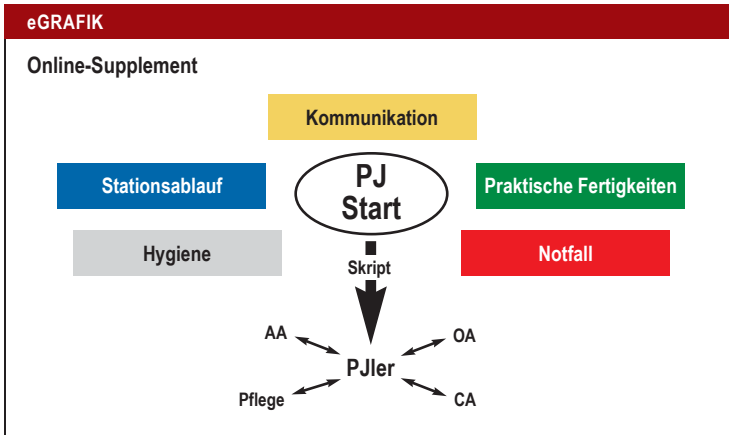 eGRAFIK
Online-Supplement
Kommunikation
Stationsablauf
PJ
Start
Praktische Fertigkeiten
Hygiene
Notfall
Skript
AA
OA
PJler
Pflege
CA